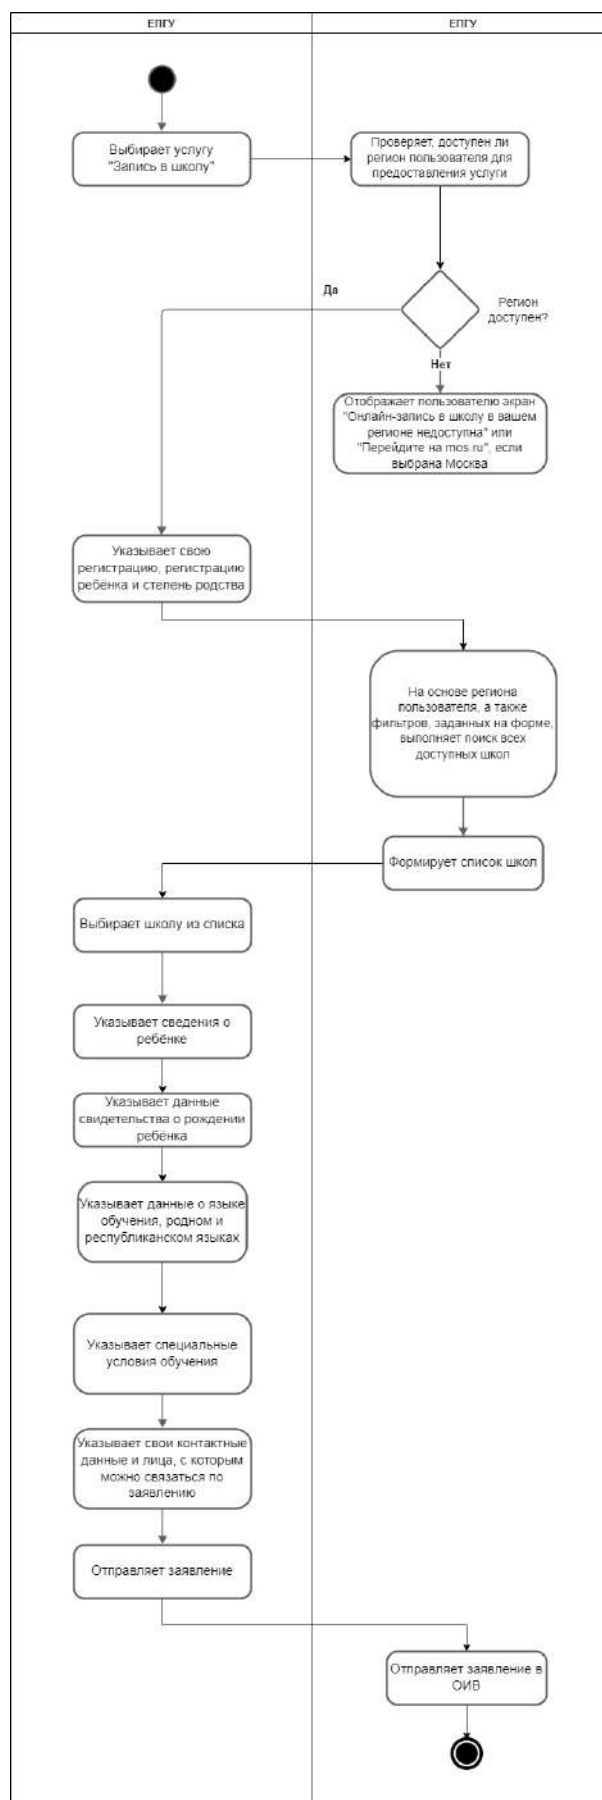 ЕПГУ
ЕПГУ
Выбирает услугу
"Запись в школу"
Проверяет, доступен ли
регион пользователя для
предоставления услуги
Да
Регион
доступен?
Нет
Отображает пользователю экран
"Онлайн-запись в школу в вашем
регионе недоступна" или
"Перейдите на mos.ru", если
выбрана Москва
Указывает свою
регистрацию, регистрацию
ребёнка и степень родства
На основе региона
пользователя, а также
фильтров, заданных на форме,
выполняет поиск всех
доступных школ
Формирует список школ
Выбирает школу из списка
Указывает сведения о
ребёнке
Указывает данные
свидетельства о рождении
ребёнка
Указывает данные о языке
обучения, родном и
республиканском языках
Указывает специальные
условия обучения
Указывает свои контактные
данные и лица, с которым
можно связаться по
заявлению
Отправляет заявление
Отправляет заявление в
ОИВ